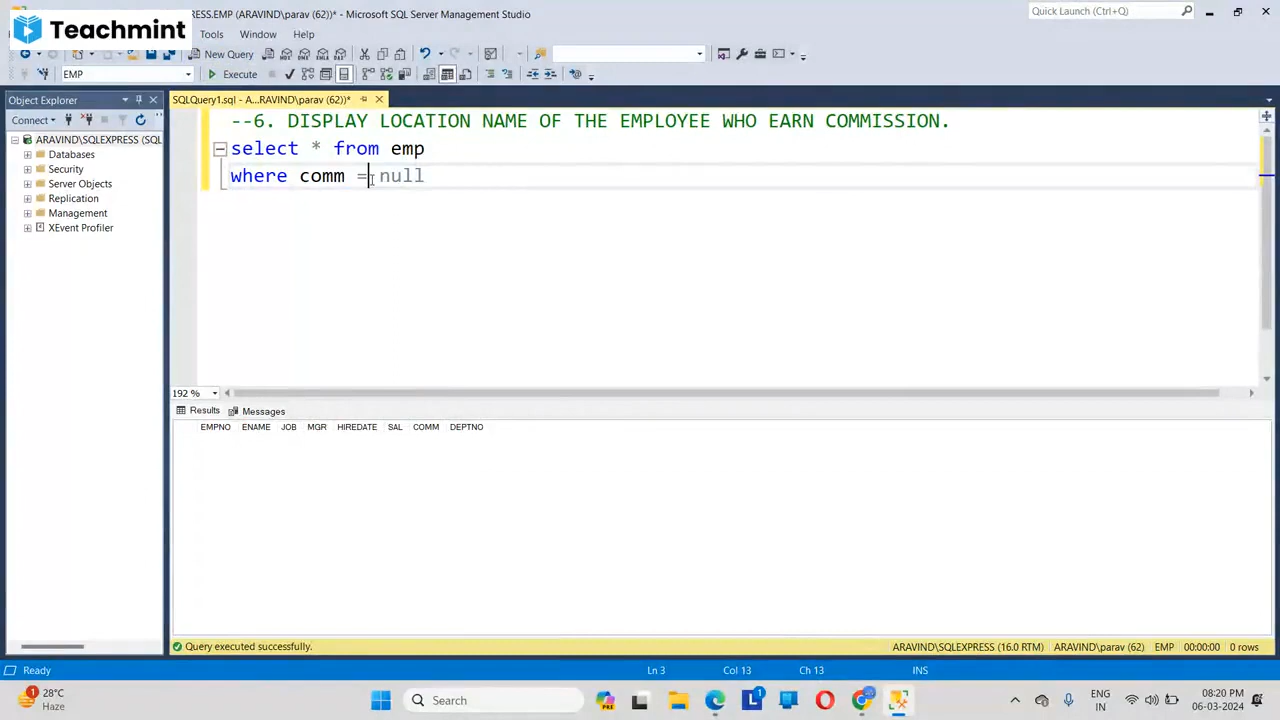 RESS.EMP (ARAVIND\parav (62))* - Microsoft SQL Server Management Studio
Quick Launch (Ctrl+Q)
Teachmint
Tools Window Help
New Query
EMP
Execute
Object Explorer
SQLQuery1.sql - A...RAVIND\parav (62))*
Connect
ARAVIND\SQLEXPRESS (SQL
Databases
Security
Server Objects
Replication
Management
XEvent Profiler
--6. DISPLAY LOCATION NAME OF THE EMPLOYEE WHO EARN COMMISSION.
select * from emp
where comm = null
192 %
Results Messages
EMPNO ENAME JOB MGR HIREDATE SAL COMM DEPTNO
Query executed successfully.
ARAVIND\SQLEXPRESS (16.0 RTM) ARAVIND\parav (62) EMP 00:00:00 0 rows
Ready Ln 3 Col 13 Ch 13 INS
1
28°C
Haze
Search
PRE
L
1
ENG
IN
08:20 PM
06-03-2024